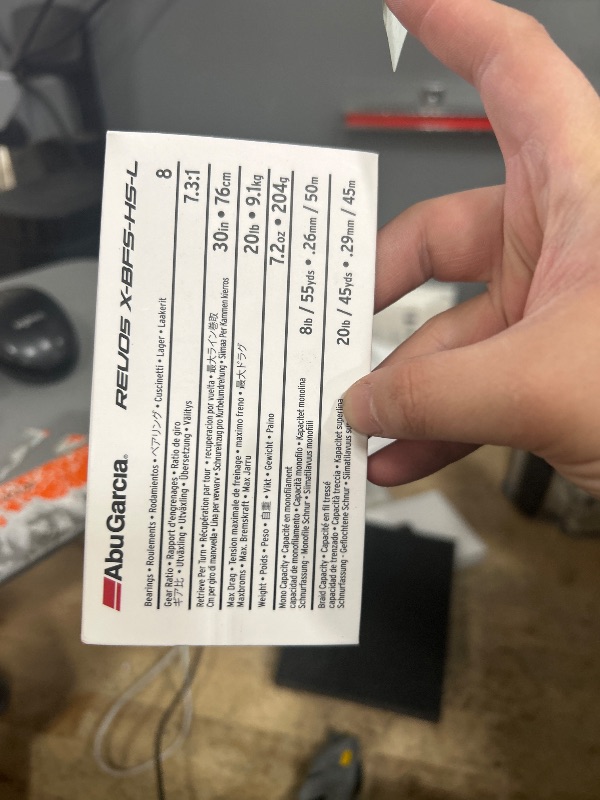 AbuGarcia® REVOS X-BFS-HS-L
Bearings • Roulements • Rodamientos • ベアリング • Cuscinetti • Lager • Laakerit 8
Gear Ratio • Rapport d'engrenages • Ratio de giro
ギア比 • Utväxling • Utväxling • Übersetzung • Välitys 7.3:1
Retrieve Per Turn • Récupération par tour • recuperacion por vuelta • 最大ライン巻取
Cm per giro di manovella • Lina per vevvarv • Schnureinzug pro Kurbelumdrehung • Siimaa Per Kammen kierros 30in • 76cm
Max Drag • Tension maximale de freinage • maximo freno • 最大ドラグ
Maxbroms • Max. Bremskraft • Max Jarru 20lb • 9.1kg
Weight • Poids • Peso • 自重 • Vikt • Gewicht • Paino 7.2oz • 204g
Mono Capacity • Capacité en monofilament
capacidad de monofilamento • Capacità monofilo • Kapacitet monolina
Schnurfassung - Monofile Schnur • Siimatilavuus monofiili 8lb / 55yds • .26mm / 50m
Braid Capacity • Capacité en fil tressé
capacidad de trenzado • Capacità treccia • Kapacitet superlina
Schnurfassung - Geflochtene Schnur • Siimatilavuus 20lb / 45yds • .29mm / 45m